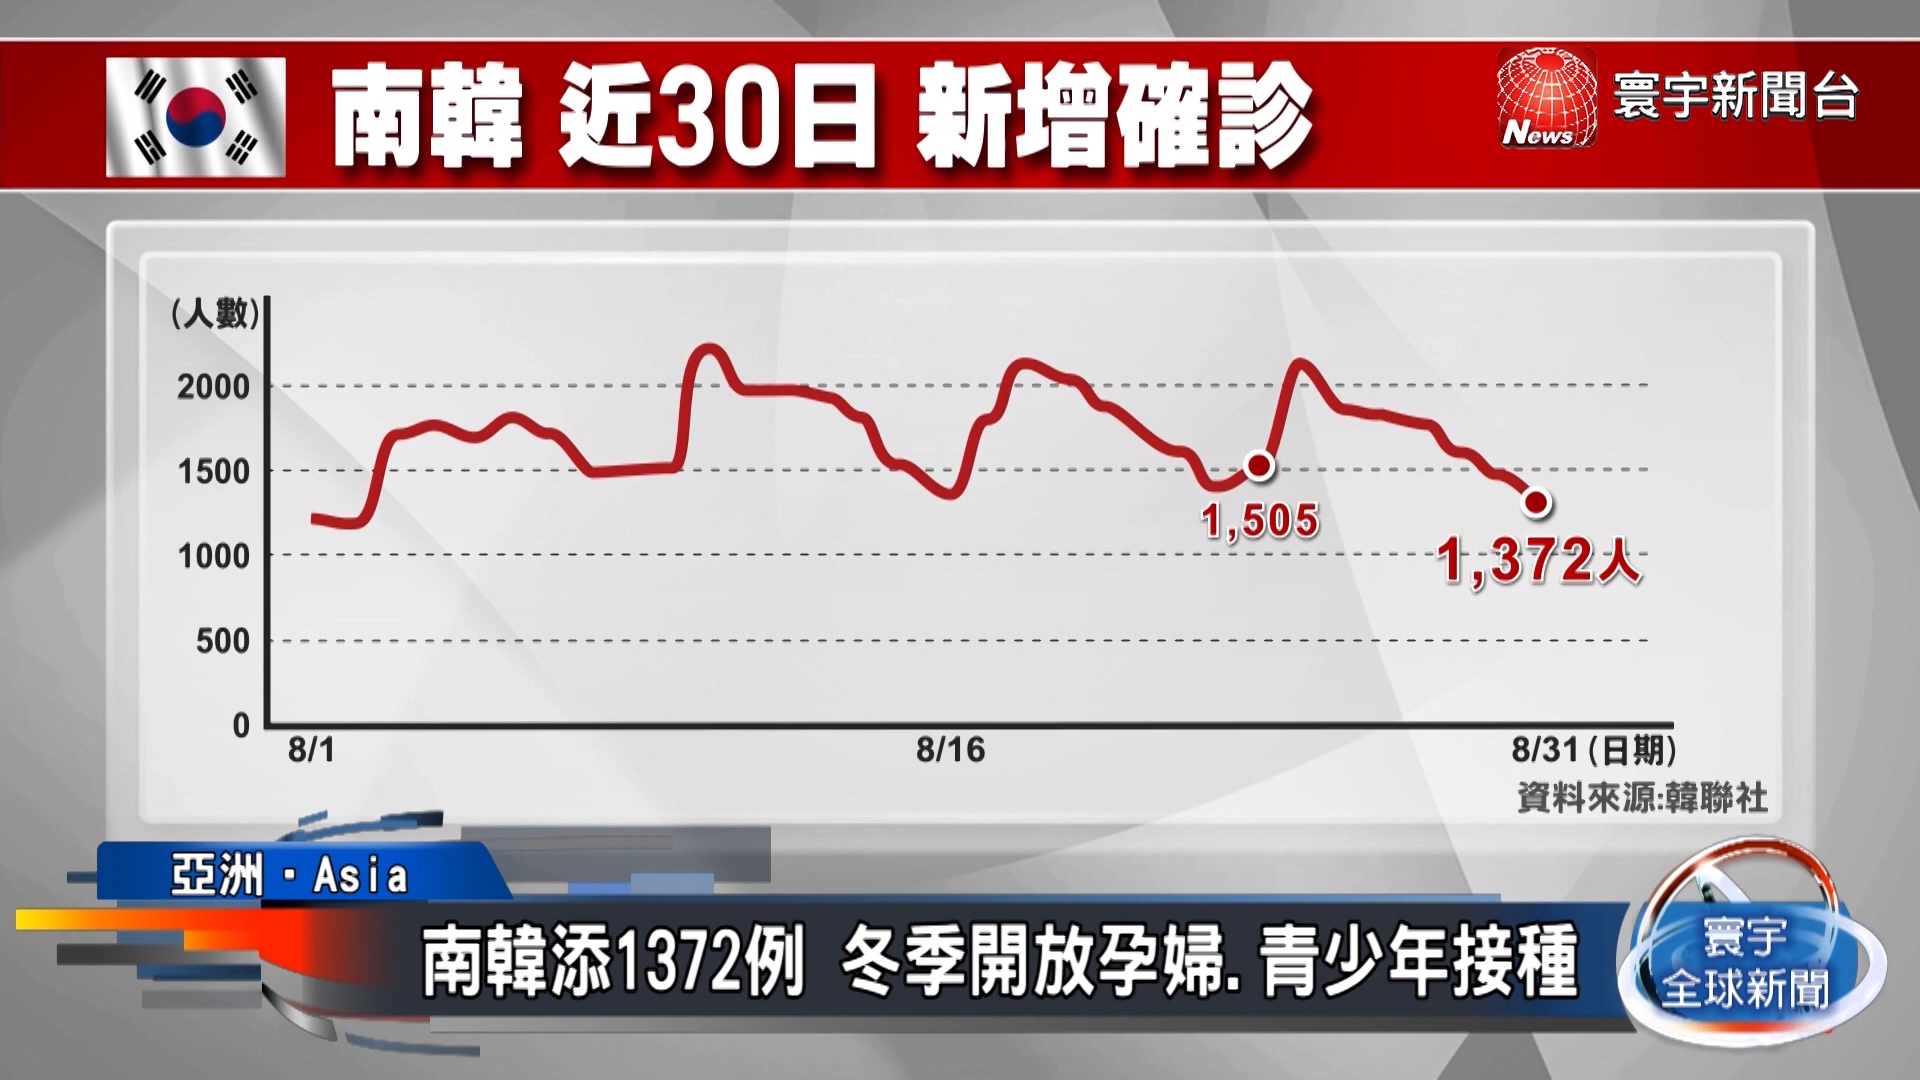 南韓 近30日 新增確診
News 寰宇新聞台
(人數)
2000
1500
1000
500
0
1,505
1,372人
8/1 8/16 8/31 (日期)
資料來源:韓聯社
亞洲·Asia
南韓添1372例 冬季開放孕婦.青少年接種
寰宇
全球新聞